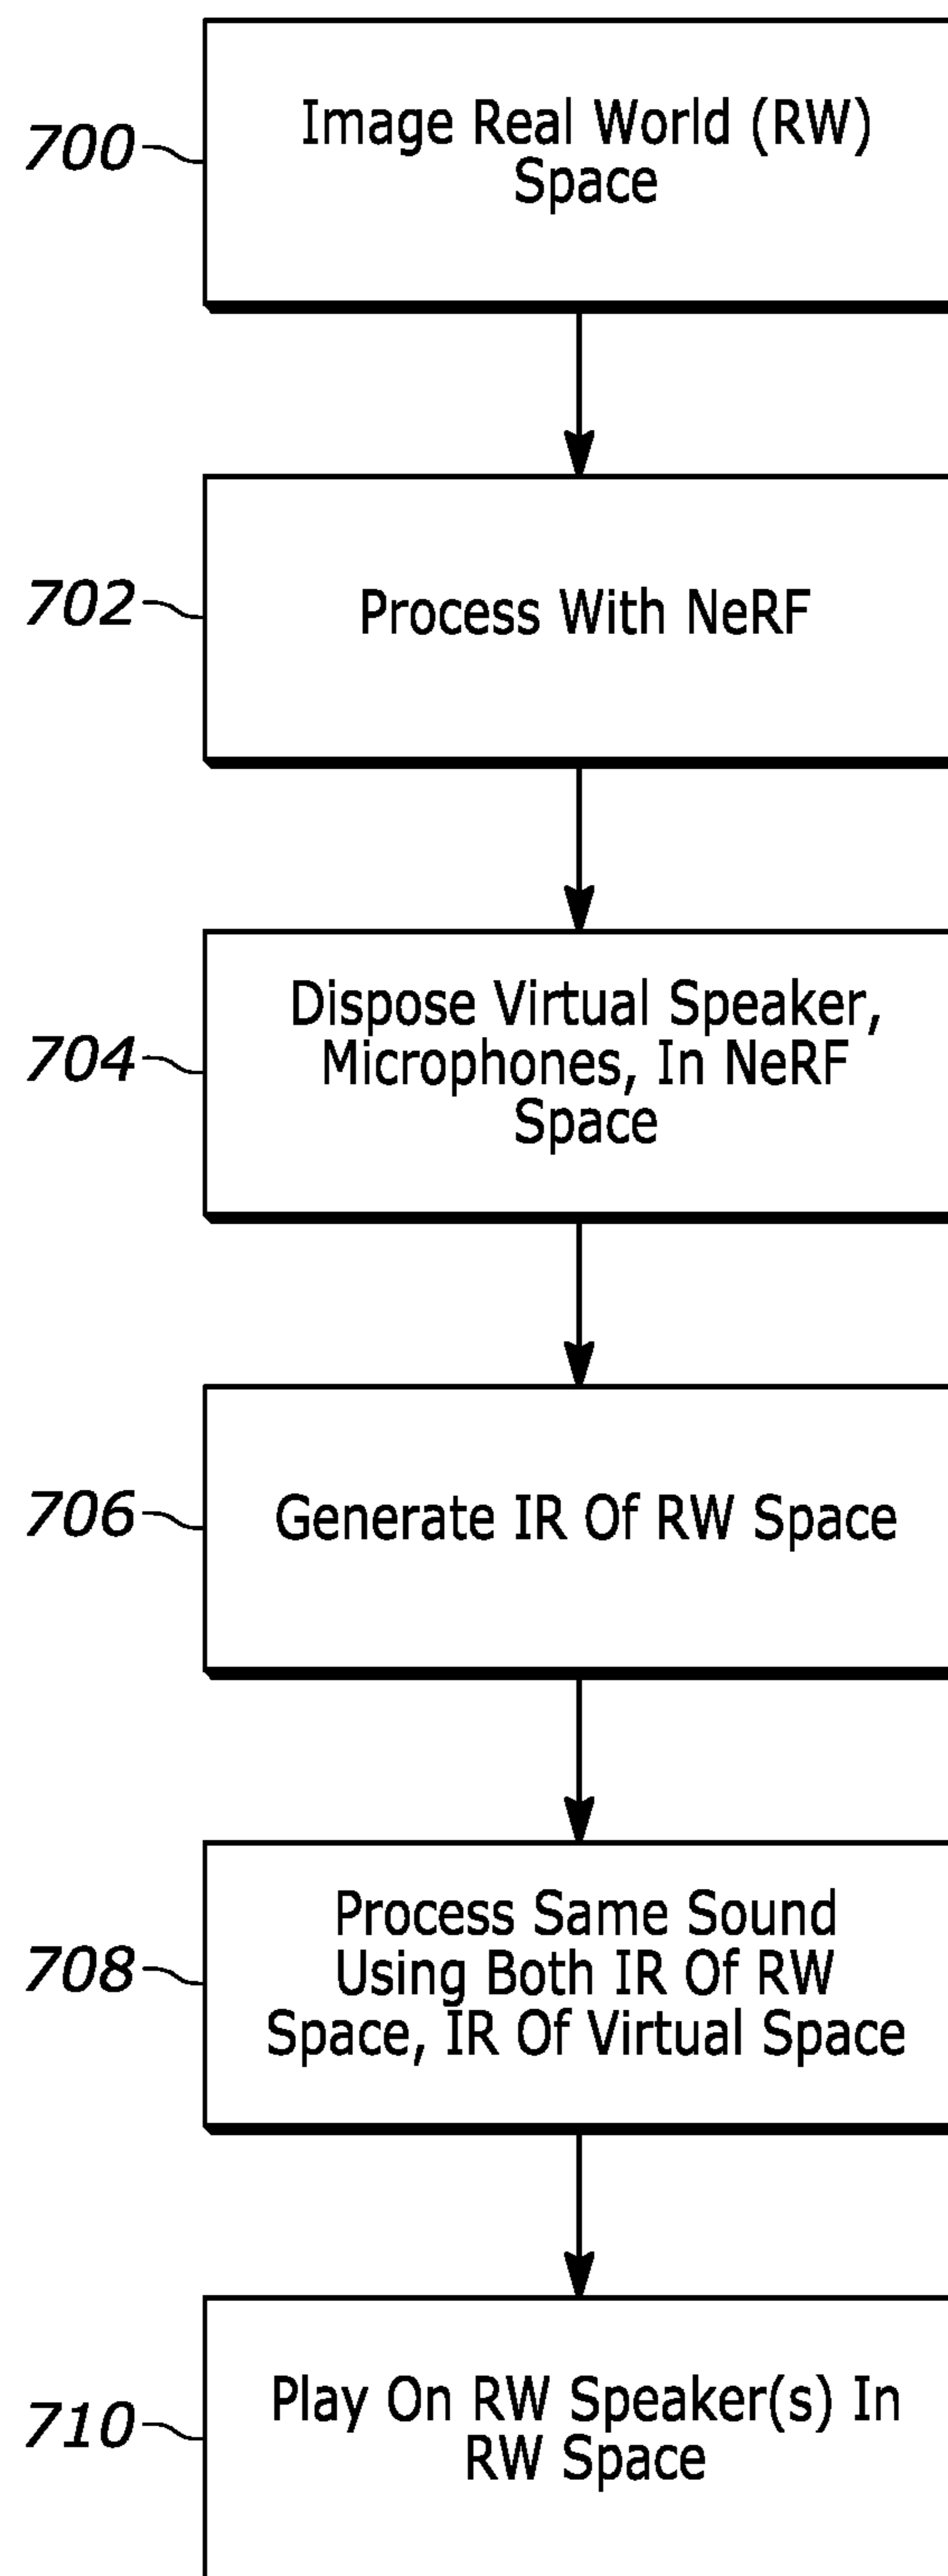 700
Image Real World (RW)
Space
702
Process With NeRF
704
Dispose Virtual Speaker,
Microphones, In NeRF
Space
706
Generate IR Of RW Space
708
Process Same Sound
Using Both IR Of RW
Space, IR Of Virtual Space
710
Play On RW Speaker(s) In
RW Space